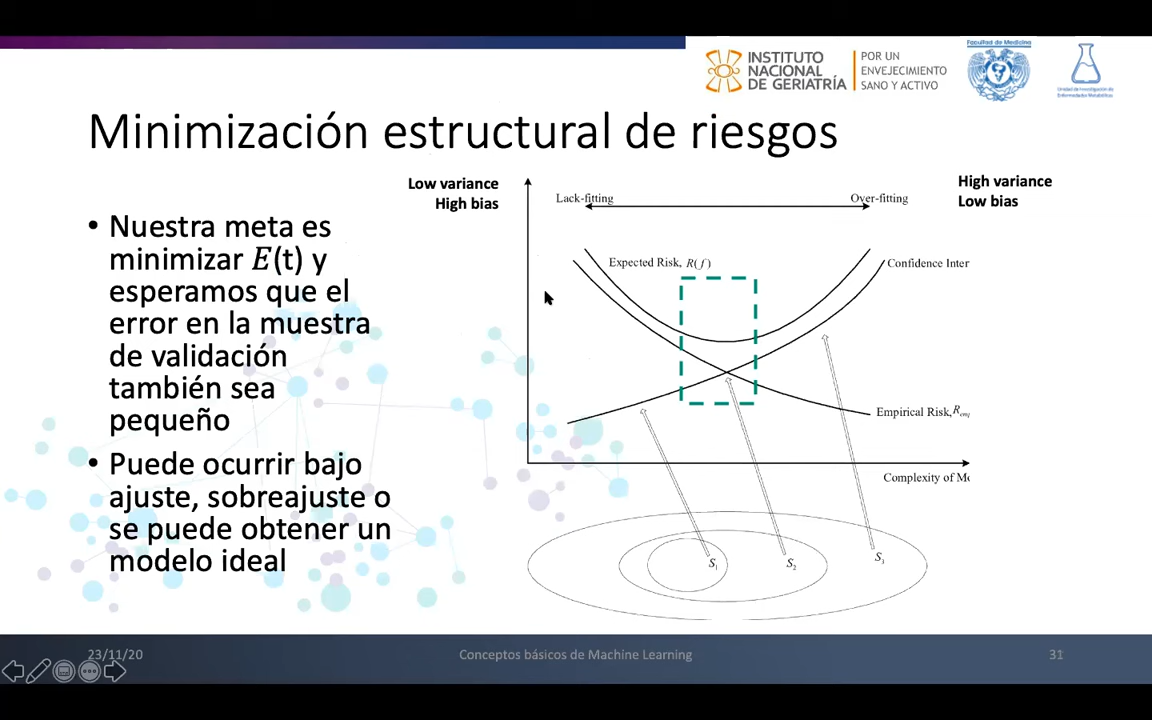 INSTITUTO
NACIONAL
DE GERIATRÍA
POR UN
ENVEJECIMIENTO
SANO Y ACTIVO
Facultad de Medicina
Unidad de Investigación de
Enfermedades Metabólicas
Minimización estructural de riesgos
• Nuestra meta es
minimizar E(t) y
esperamos que el
error en la muestra
de validación
también sea
pequeño
• Puede ocurrir bajo
ajuste, sobreajuste o
se puede obtener un
modelo ideal
Low variance
High bias
Lack-fitting
Over-fitting
High variance
Low bias
Expected Risk, R(f)
Confidence Inter
Empirical Risk, R
Complexity of Mo
S1
S2
23/11/20
Conceptos básicos de Machine Learning
31